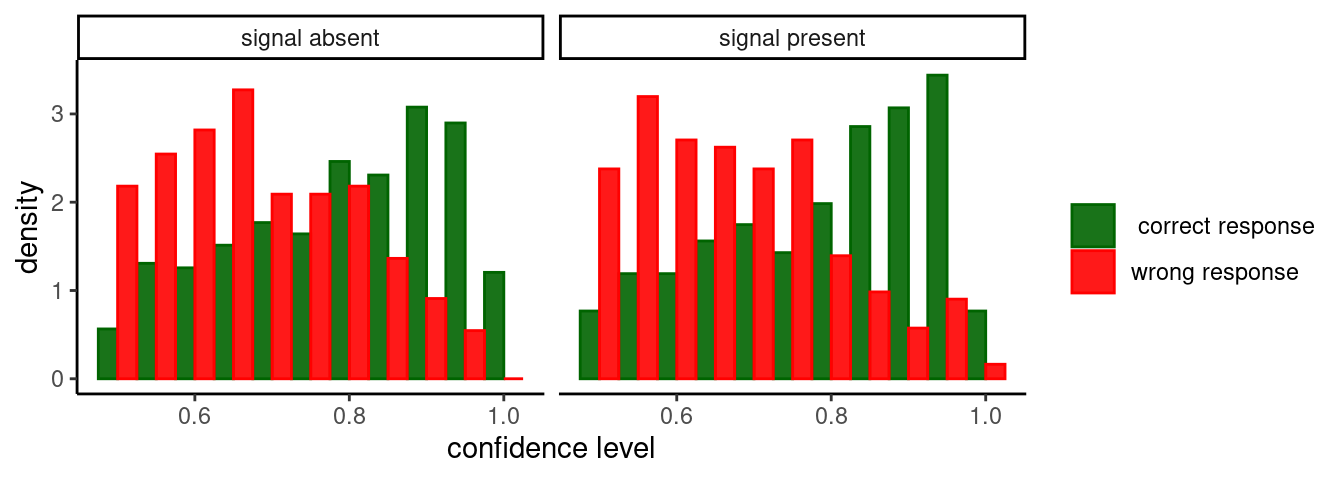 signal absent
signal present
density
3
2
1
0
0.6
0.8
1.0
0.6
0.8
1.0
confidence level
correct response
wrong response